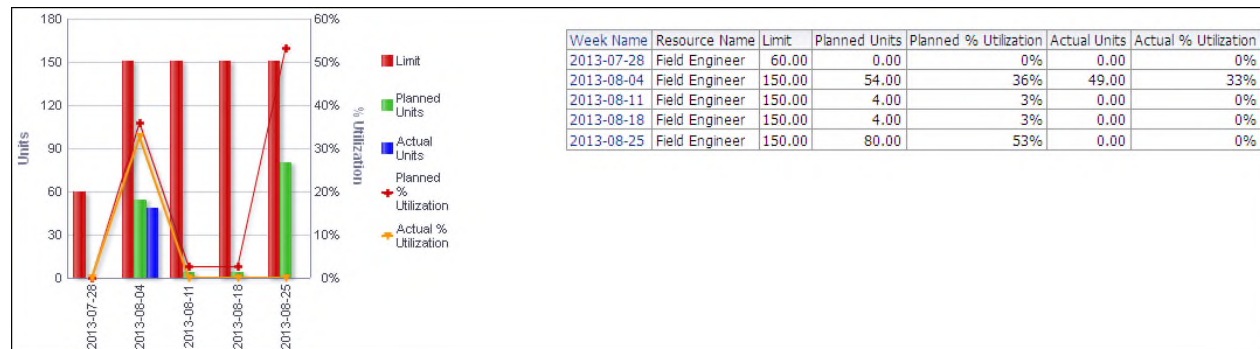 180
150
120
90
60
30
0
Units
60%
50%
40%
30%
20%
10%
0%
% Utilization
2013-07-28
2013-08-04
2013-08-11
2013-08-18
2013-08-25
Limit
Planned
Units
Actual
Units
Planned
%
Utilization
Actual %
Utilization
Week Name Resource Name Limit Planned Units Planned % Utilization Actual Units Actual % Utilization
2013-07-28 Field Engineer 60.00 0.00 0% 0.00 0%
2013-08-04 Field Engineer 150.00 54.00 36% 49.00 33%
2013-08-11 Field Engineer 150.00 4.00 3% 0.00 0%
2013-08-18 Field Engineer 150.00 4.00 3% 0.00 0%
2013-08-25 Field Engineer 150.00 80.00 53% 0.00 0%